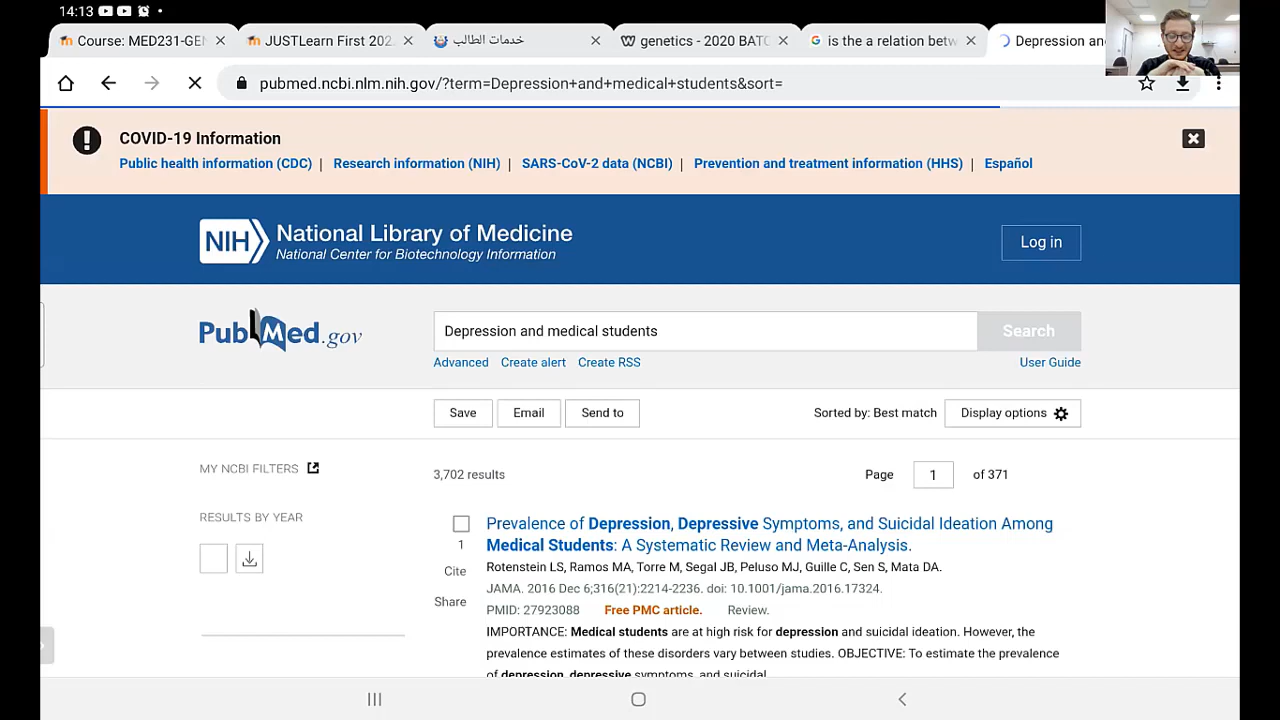 14:13
Course: MED231-GEN
JUSTLearn First 202
خدمات الطالب
genetics - 2020 BATC
is the a relation betw
Depression an
pubmed.ncbi.nlm.nih.gov/?term=Depression+and+medical+students&sort=
COVID-19 Information
Public health information (CDC) | Research information (NIH) | SARS-CoV-2 data (NCBI) | Prevention and treatment information (HHS) | Español
NIH National Library of Medicine
National Center for Biotechnology Information
Log in
PubMed.gov
Depression and medical students
Search
Advanced Create alert Create RSS
User Guide
Save Email Send to
Sorted by: Best match Display options
MY NCBI FILTERS
3,702 results
Page 1 of 371
RESULTS BY YEAR
1
Cite
Share
Prevalence of Depression, Depressive Symptoms, and Suicidal Ideation Among
Medical Students: A Systematic Review and Meta-Analysis.
Rotenstein LS, Ramos MA, Torre M, Segal JB, Peluso MJ, Guille C, Sen S, Mata DA.
JAMA. 2016 Dec 6;316(21):2214-2236. doi: 10.1001/jama.2016.17324.
PMID: 27923088 Free PMC article. Review.
IMPORTANCE: Medical students are at high risk for depression and suicidal ideation. However, the
prevalence estimates of these disorders vary between studies. OBJECTIVE: To estimate the prevalence
of depression, depressive symptoms, and suicidal